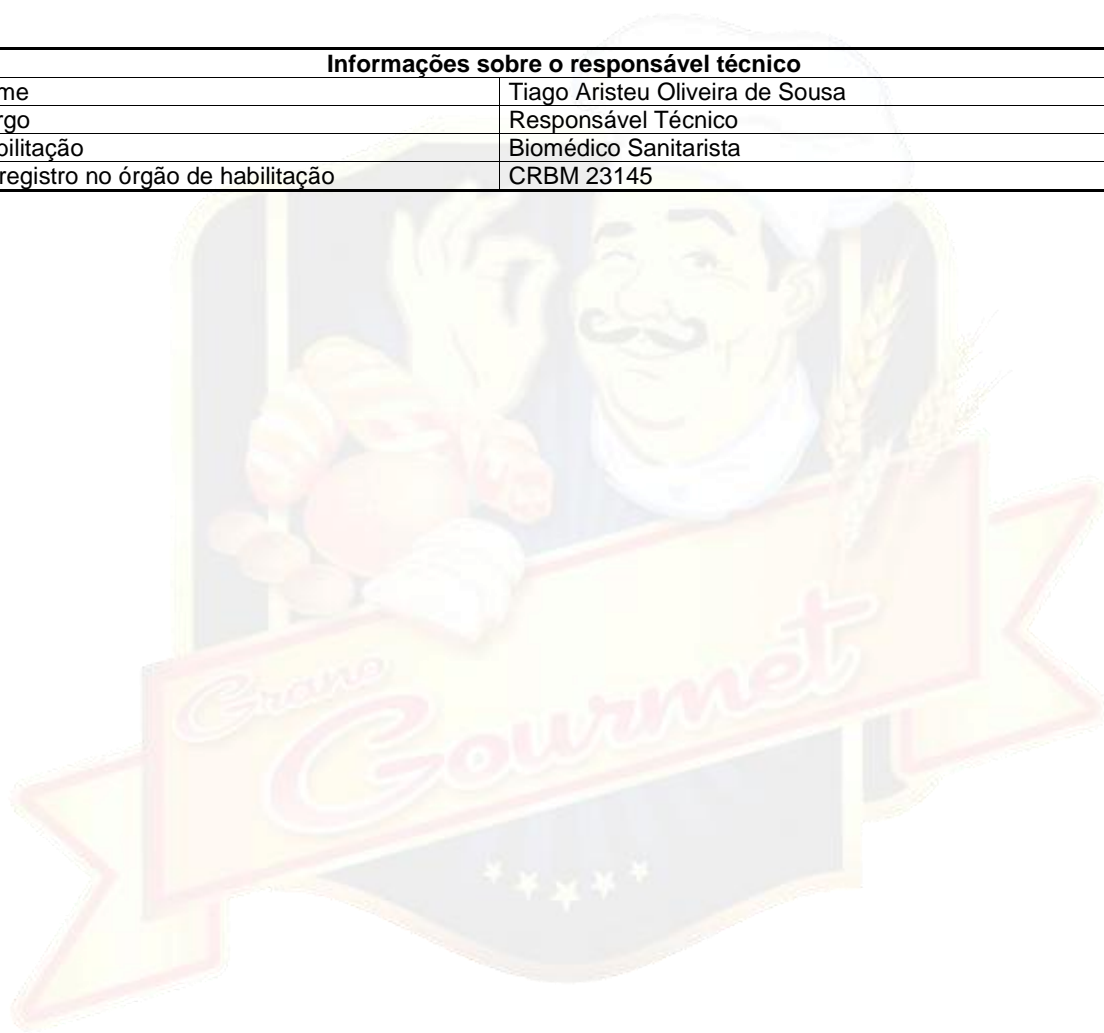 Informações sobre o responsável técnico
me Tiago Aristeu Oliveira de Sousa
rgo Responsável Técnico
bilitação Biomédico Sanitarista
registro no órgão de habilitação CRBM 23145
Grano
Gourmet